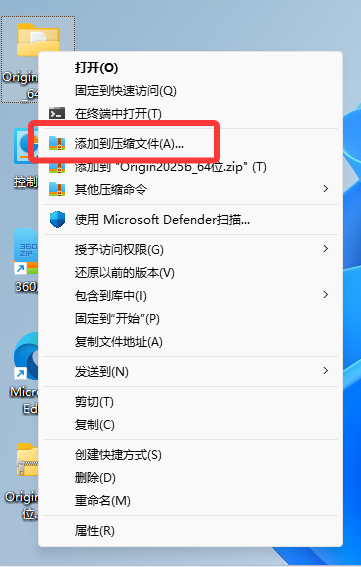 Origin
_64
打开(O)
固定到快速访问(Q)
在终端中打开(T)
添加到压缩文件(A)...
添加到 "Origin2025b_64位.zip" (T)
其他压缩命令
使用 Microsoft Defender扫描...
授予访问权限(G)
还原以前的版本(V)
包含到库中(I)
固定到"开始"(P)
复制文件地址(A)
发送到(N)
剪切(T)
复制(C)
创建快捷方式(S)
删除(D)
重命名(M)
属性(R)
控制
360
ZIP
360
Micro
Ed
Origin
位.